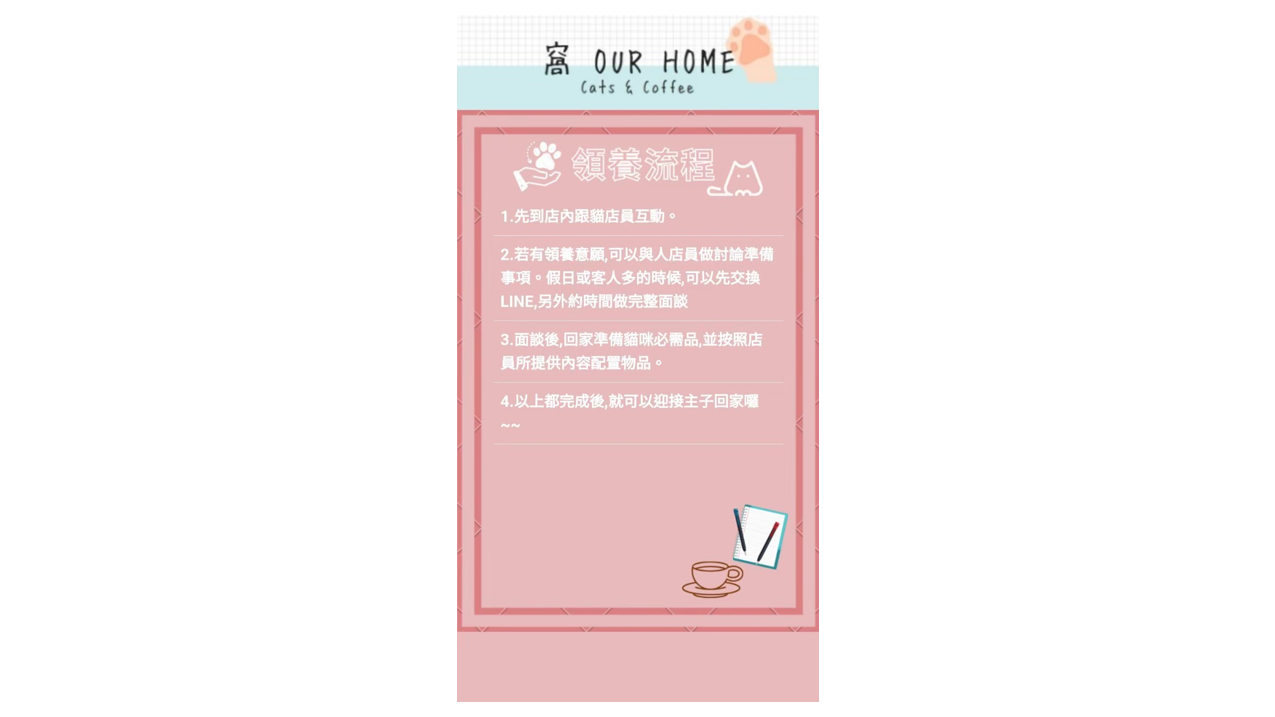 窩 OUR HOME
Cats & Coffee
領養流程
1.先到店內跟貓店員互動。
2.若有領養意願,可以與人店員做討論準備
事項。假日或客人多的時候,可以先交換
LINE,另外約時間做完整面談
3.面談後,回家準備貓咪必需品,並按照店
員所提供內容配置物品。
4.以上都完成後,就可以迎接主子回家囉
~~